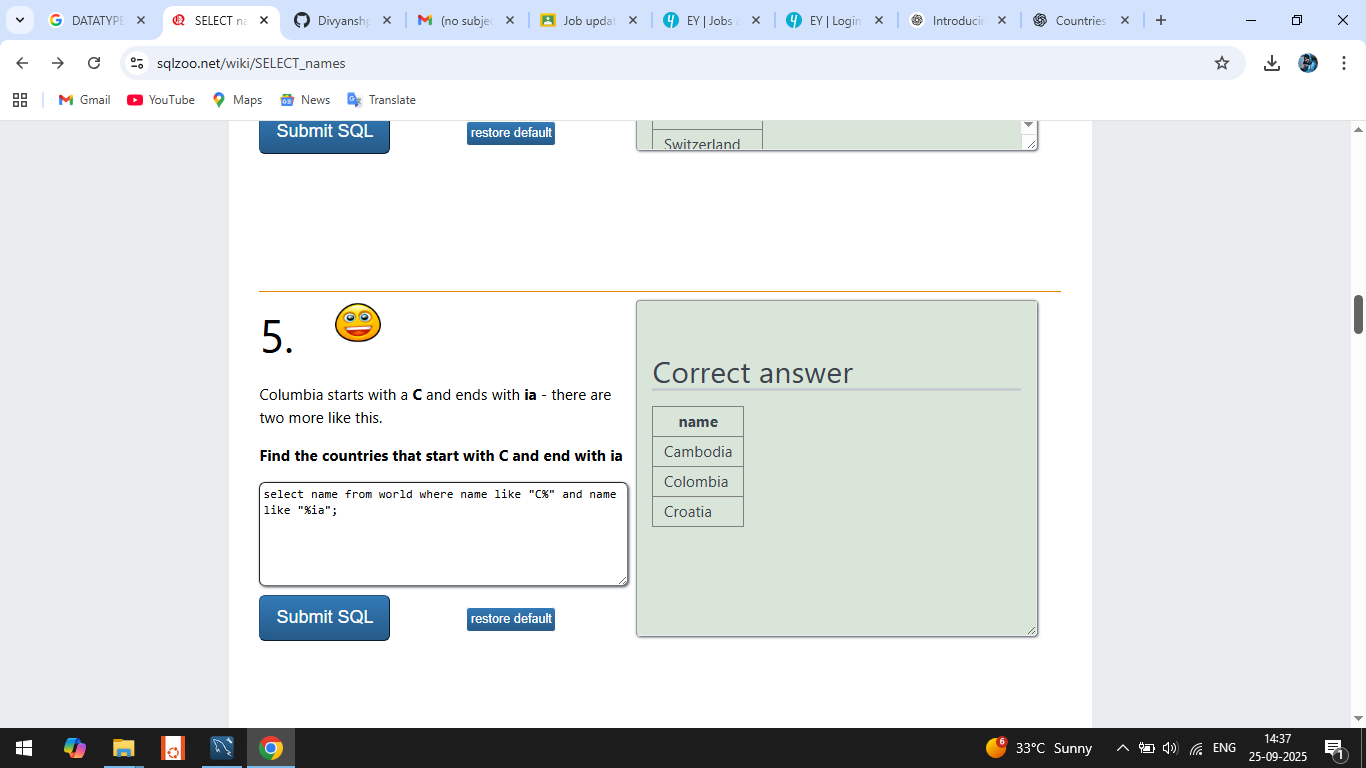 DATATYPE
SELECT na
Divyanshp
(no subje
Job updat
EY | Jobs a
EY | Login
Introducin
Countries
sqlzoo.net/wiki/SELECT_names
Gmail
YouTube
Maps
News
Translate
Submit SQL
restore default
Switzerland
5.
Columbia starts with a C and ends with ia - there are
two more like this.
Find the countries that start with C and end with ia
select name from world where name like "C%" and name
like "%ia";
Submit SQL
restore default
Correct answer
name
Cambodia
Colombia
Croatia
6
33°C Sunny
ENG
14:37
25-09-2025
1